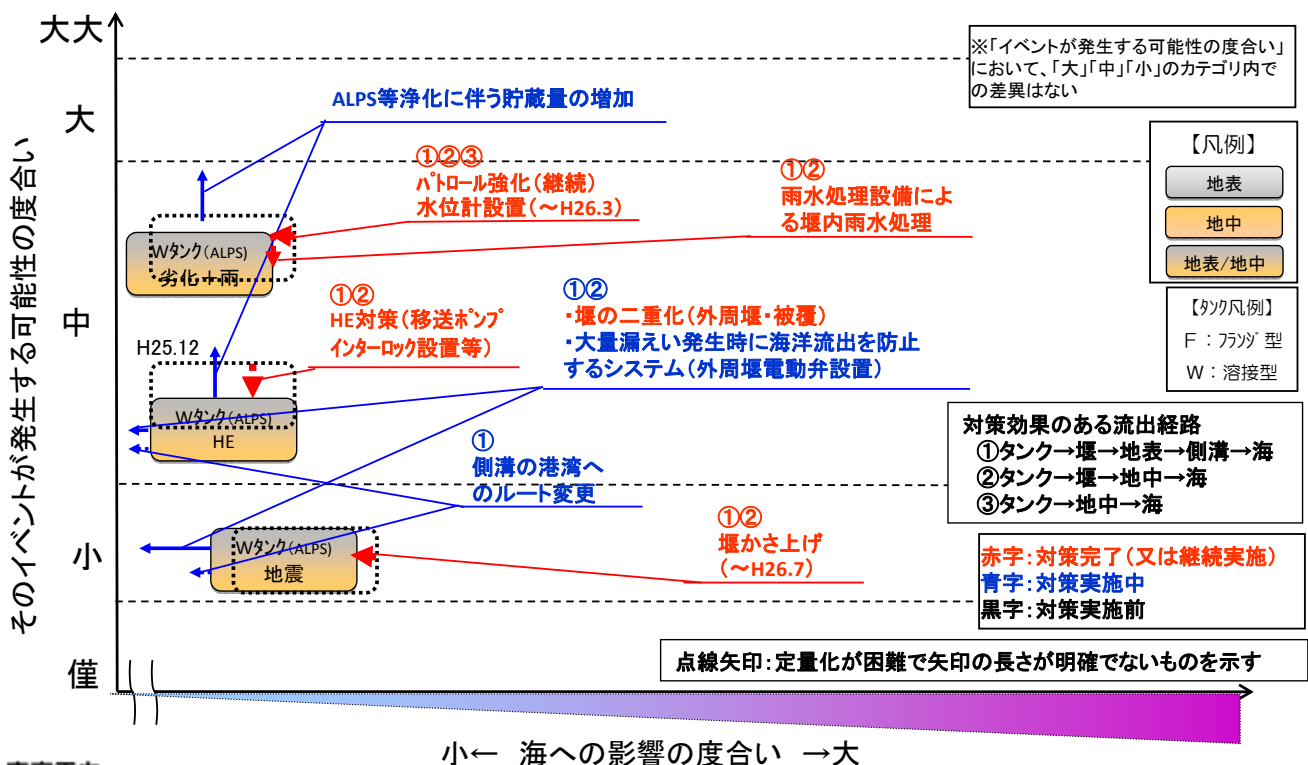 大大
※「イベントが発生する可能性の度合い」
において、「大」「中」「小」のカテゴリ内で
の差異はない
大
ALPS等浄化に伴う貯蔵量の増加
①②③
パトロール強化(継続)
水位計設置(～H26.3)
①②
雨水処理設備によ
る堰内雨水処理
【凡例】
地表
地中
地表/地中
Wタンク(ALPS)
劣化＋雨
そのイベントが発生する可能性の度合い
中
①②
HE対策(移送ポンプ
インターロック設置等)
①②
・堰の二重化(外周堰・被覆)
・大量漏えい発生時に海洋流出を防止
するシステム(外周堰電動弁設置)
【タンク凡例】
F：フランジ型
W：溶接型
H25.12
Wタンク(ALPS)
HE
対策効果のある流出経路
①タンク→堰→地表→側溝→海
②タンク→堰→地中→海
③タンク→地中→海
①
側溝の港湾へ
のルート変更
小
Wタンク(ALPS)
地震
①②
堰かさ上げ
(～H26.7)
赤字：対策完了(又は継続実施)
青字：対策実施中
黒字：対策実施前
僅
点線矢印：定量化が困難で矢印の長さが明確でないものを示す
小← 海への影響の度合い →大